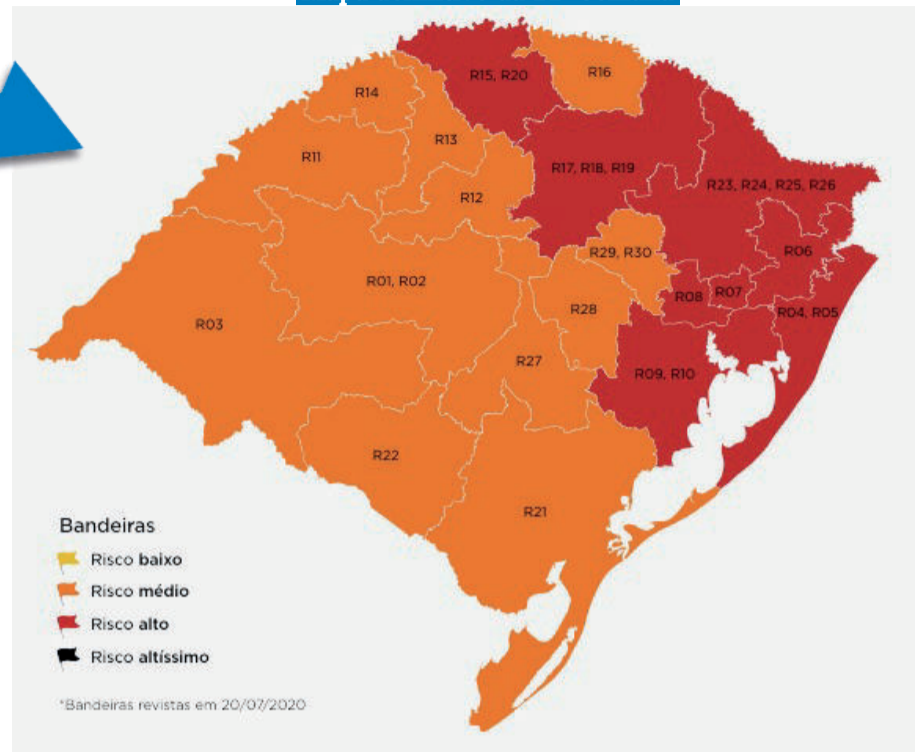 R15, R20
R16
R14
R13
R11
R17, R18, R19
R12
R23, R24, R25, R26
R29, R30
R06
R01, R02
R08
R07
R28
R04, R05
R03
R27
R09, R10
R22
R21
Bandeiras
Risco baixo
Risco médio
Risco alto
Risco altíssimo
*Bandeiras revistas em 20/07/2020